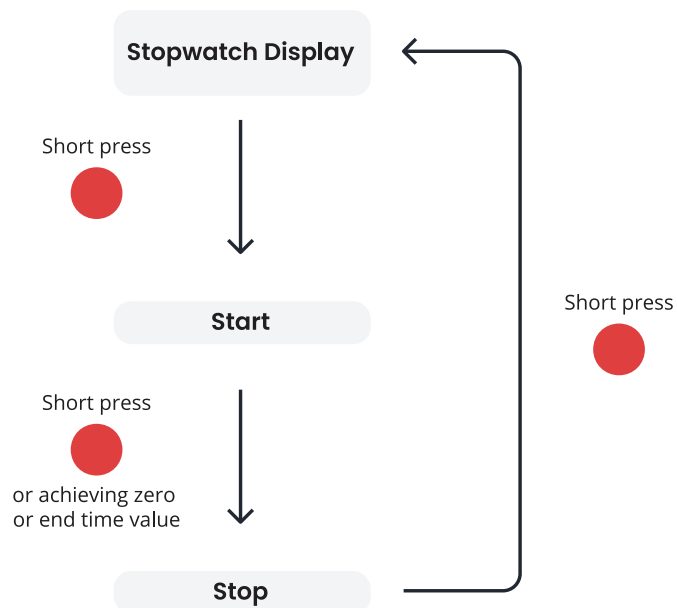 Stopwatch Display
Short press
Start
Short press
Short press
or achieving zero
or end time value
Stop